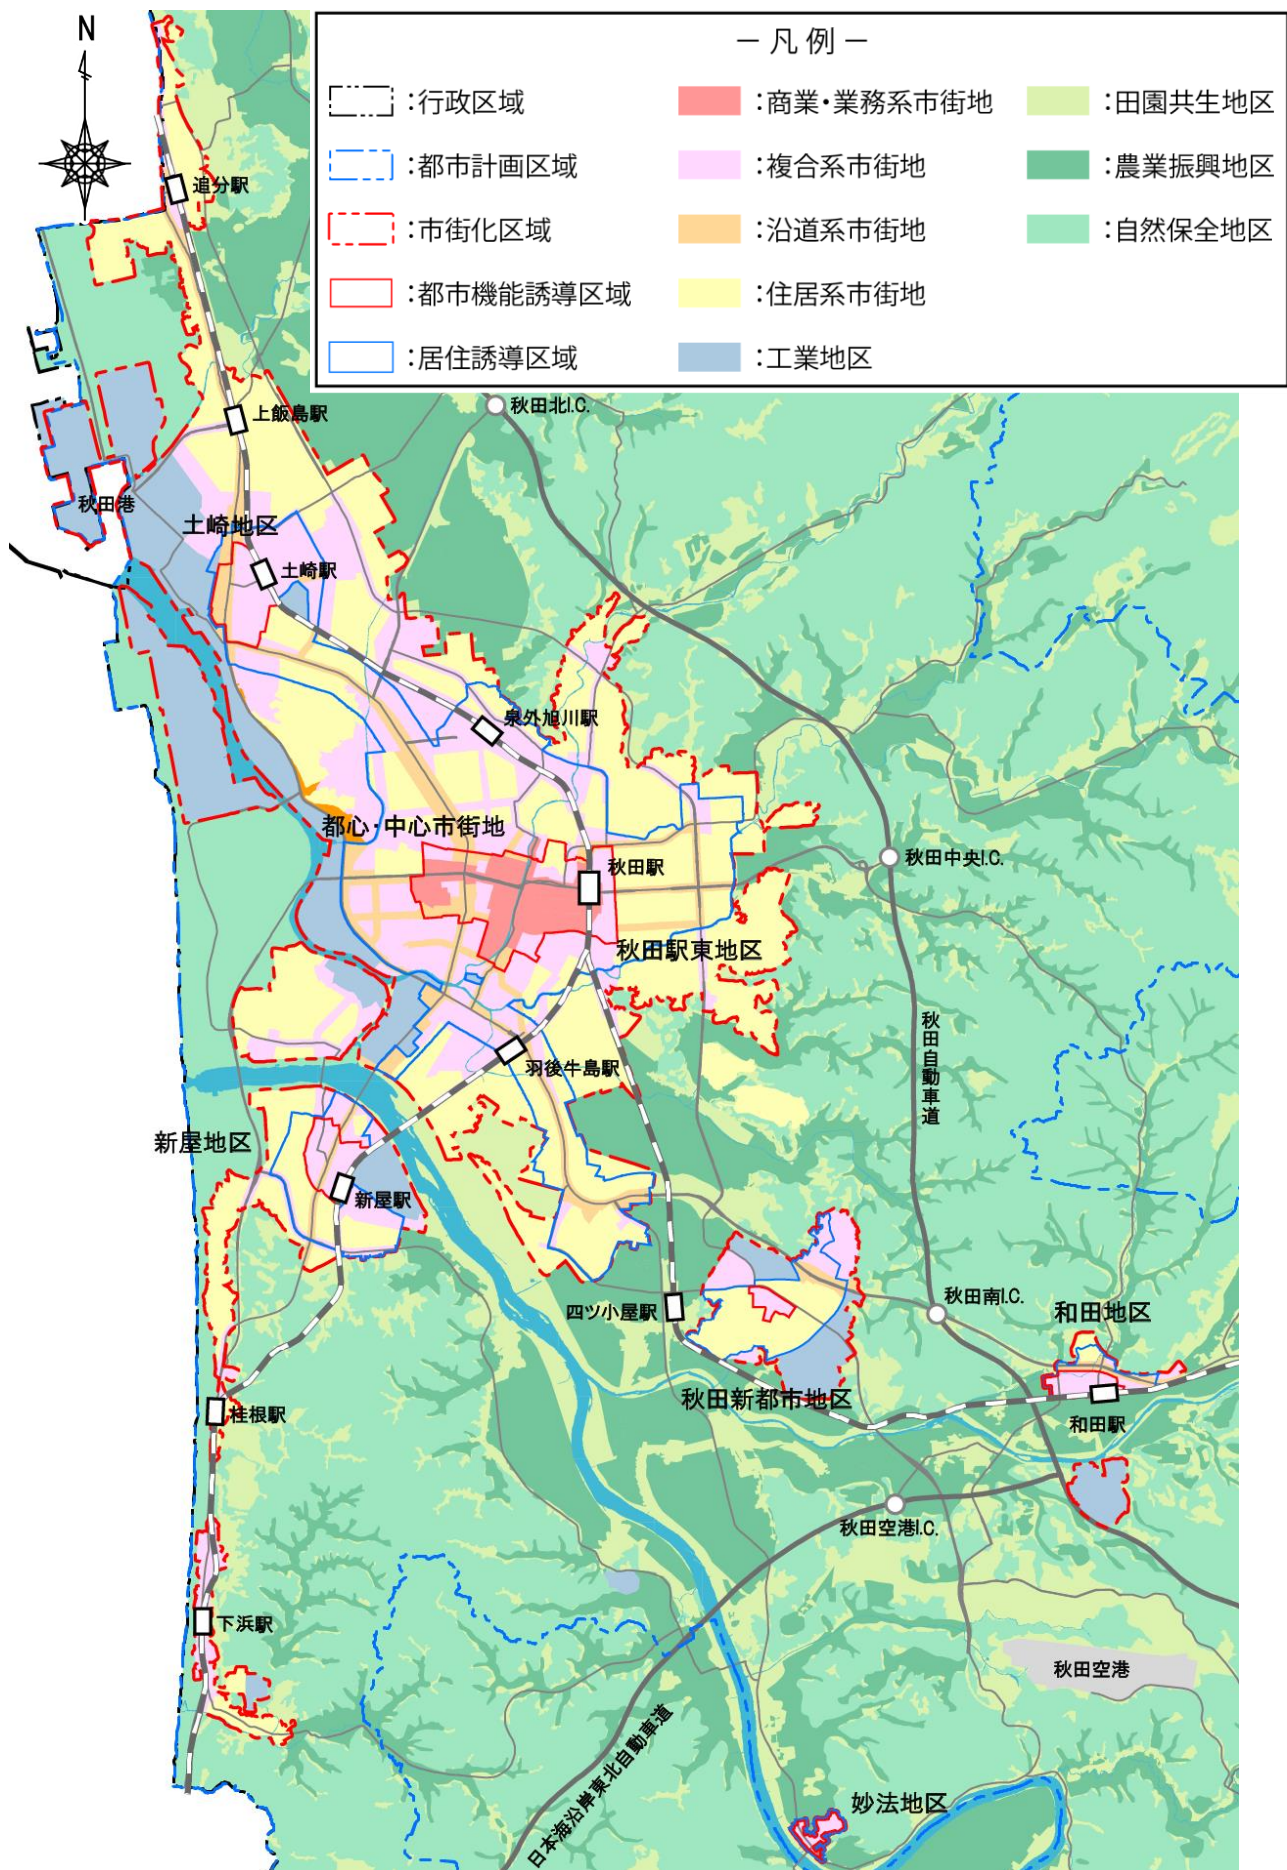 N
－ 凡 例 －
：行政区域
：都市計画区域
：市街化区域
：都市機能誘導区域
：居住誘導区域
：商業・業務系市街地
：複合系市街地
：沿道系市街地
：住居系市街地
：工業地区
：田園共生地区
：農業振興地区
：自然保全地区
追分駅
上飯島駅
秋田北I.C.
秋田港
土崎地区
土崎駅
泉外旭川駅
都心・中心市街地
秋田駅
秋田中央I.C.
秋田駅東地区
秋田自動車道
羽後牛島駅
新屋地区
新屋駅
四ツ小屋駅
秋田南I.C.
和田地区
秋田新都市地区
桂根駅
和田駅
秋田空港I.C.
下浜駅
秋田空港
日本海沿岸東北自動車道
妙法地区